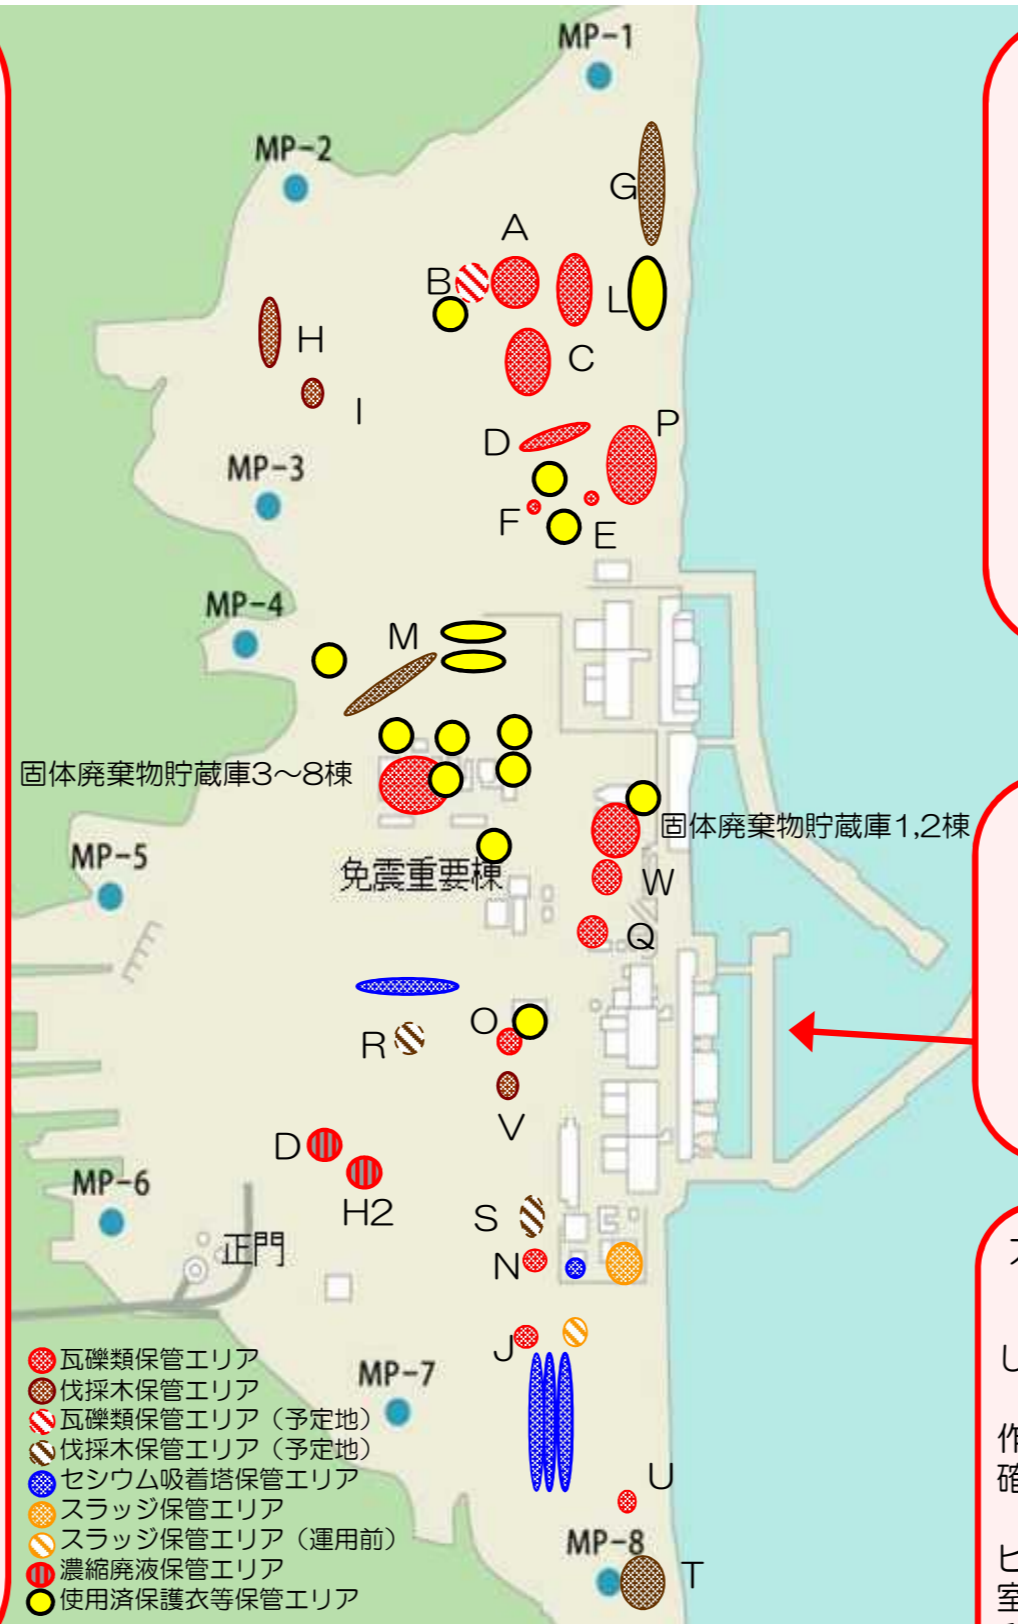 MP-1
MP-2
G
A
B
L
H
C
I
P
D
MP-3
F
E
MP-4
M
固体廃棄物貯蔵庫3～8棟
固体廃棄物貯蔵庫1,2棟
MP-5
免震重要棟
W
Q
O
R
V
D
MP-6
H2
S
正門
N
J
瓦礫類保管エリア
伐採木保管エリア
MP-7
瓦礫類保管エリア（予定地）
伐採木保管エリア（予定地）
セシウム吸着塔保管エリア
U
スラッジ保管エリア
スラッジ保管エリア（運用前）
MP-8
濃縮廃液保管エリア
T
使用済保護衣等保管エリア
し
作
確
ビ
室